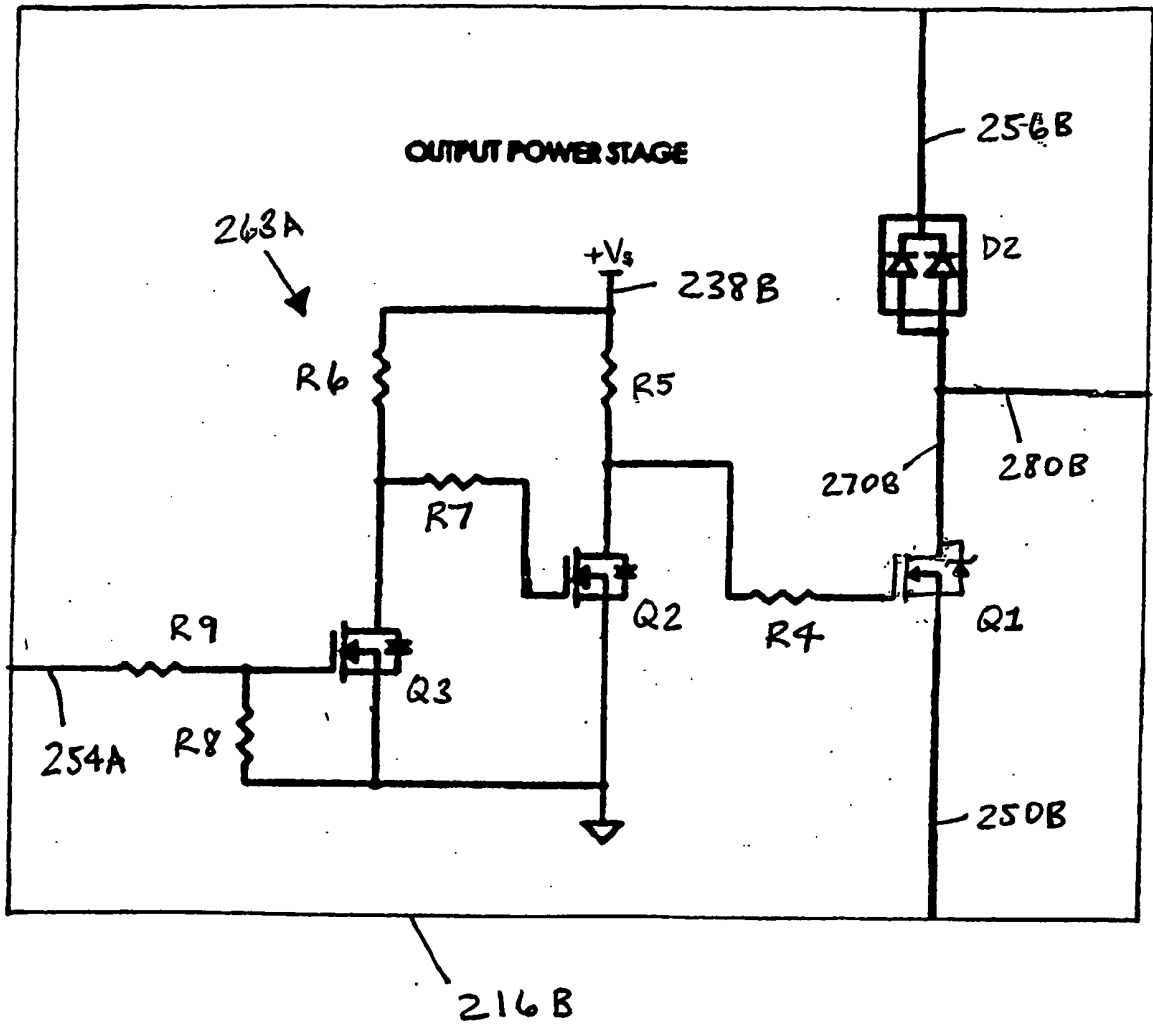 256B
OUTPUT POWER STAGE
263A
D2
+Vs
238B
R6
R5
280B
270B
R7
R9
Q2
R4
Q1
Q3
R8
254A
250B
216B